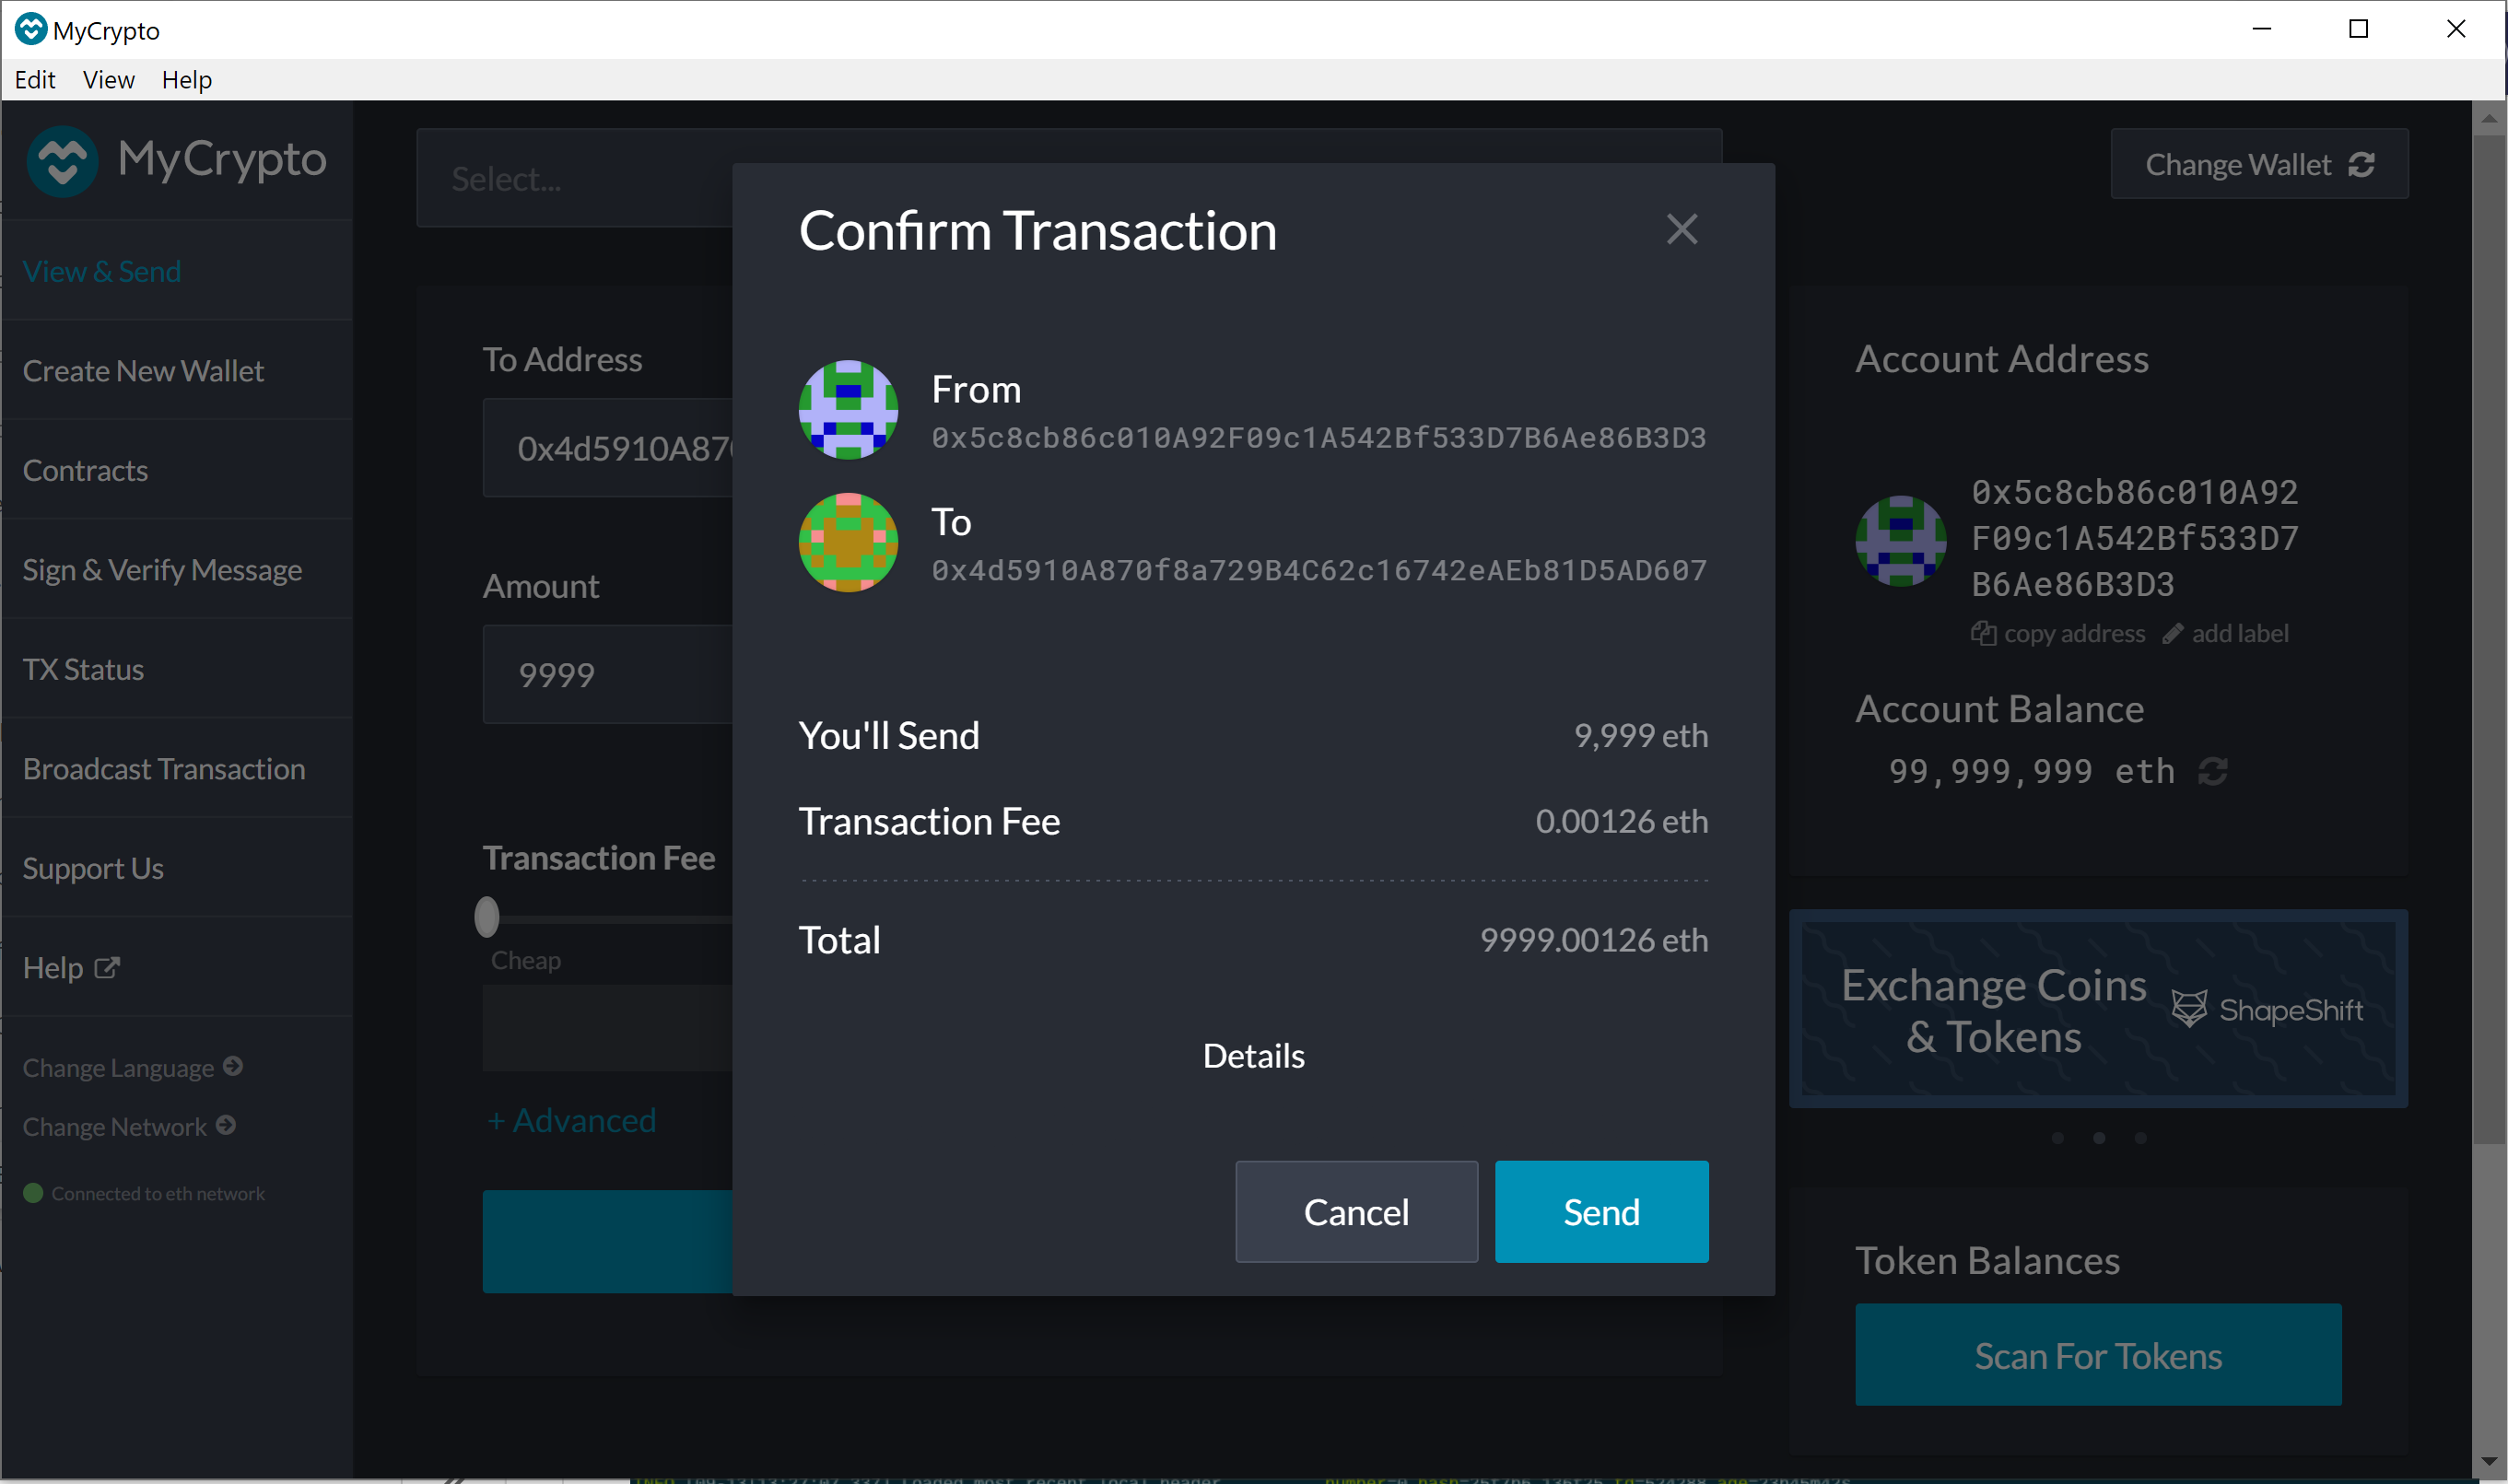 MyCrypto
Edit View Help
MyCrypto
View & Send
Create New Wallet
Contracts
Sign & Verify Message
TX Status
Broadcast Transaction
Support Us
Help
Change Language
Change Network
Connected to eth network
Select...
To Address
0x4d5910A870
Amount
9999
Transaction Fee
Cheap
+ Advanced
Confirm Transaction
From
0x5c8cb86c010A92F09c1A542Bf533D7B6Ae86B3D3
To
0x4d5910A870f8a729B4C62c16742eAEb81D5AD607
You'll Send 9,999 eth
Transaction Fee 0.00126 eth
Total 9999.00126 eth
Details
Cancel Send
Change Wallet
Account Address
0x5c8cb86c010A92
F09c1A542Bf533D7
B6Ae86B3D3
copy address add label
Account Balance
99,999,999 eth
Exchange Coins
& Tokens
ShapeShift
Token Balances
Scan For Tokens